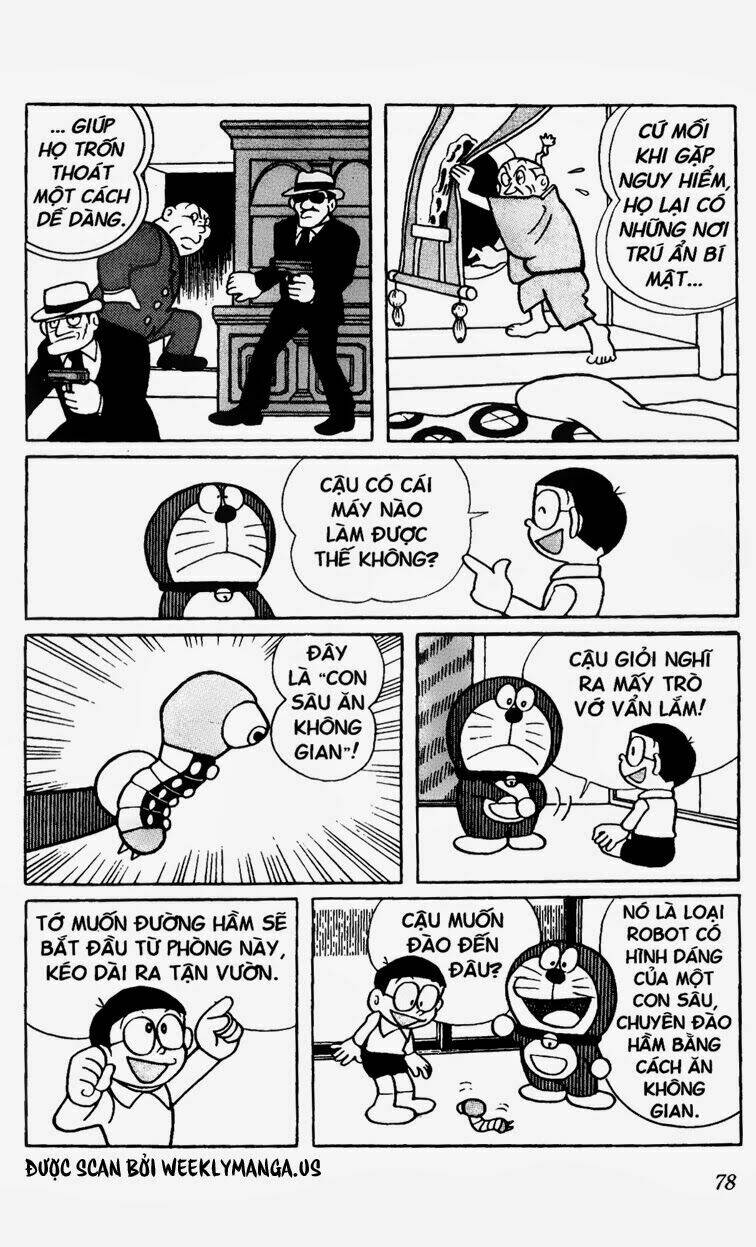 CỨ MỖI
KHI GẶP
NGUY HIỂM,
HỌ LẠI CÓ
NHỮNG NƠI
TRÚ ẨN BÍ
MẬT...
... GIÚP
HỌ TRỐN
THOÁT
MỘT CÁCH
DỄ DÀNG.
CẬU CÓ CÁI
MÁY NÀO
LÀM ĐƯỢC
THẾ KHÔNG?
CẬU GIỎI NGHĨ
RA MẤY TRÒ
VỚ VẨN LẮM!
ĐÂY
LÀ "CON
SÂU ĂN
KHÔNG
GIAN"!
NÓ LÀ LOẠI
ROBOT CÓ
HÌNH DÁNG
CỦA MỘT
CON SÂU,
CHUYÊN ĐÀO
HẦM BẰNG
CÁCH ĂN
KHÔNG
GIAN.
CẬU MUỐN
ĐÀO ĐẾN
ĐÂU?
TỚ MUỐN ĐƯỜNG HẦM SẼ
BẮT ĐẦU TỪ PHÒNG NÀY,
KÉO DÀI RA TẬN VƯỜN.
ĐƯỢC SCAN BỞI WEEKLYMANGA.US
78